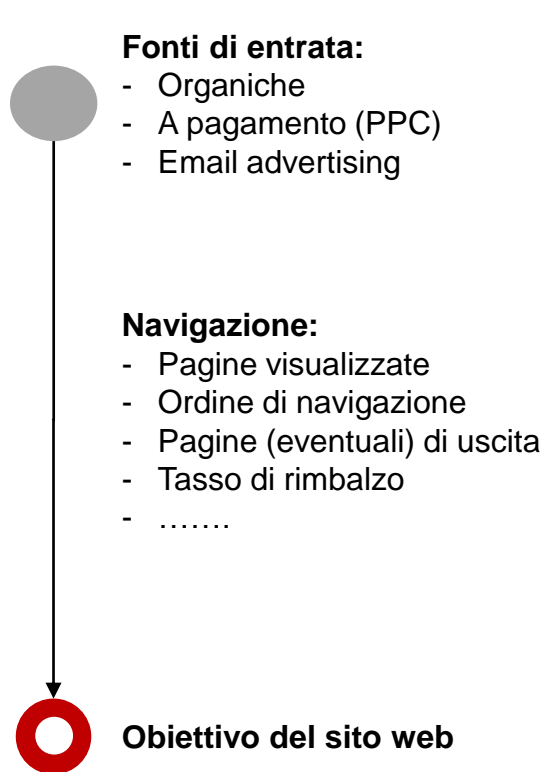 Fonti di entrata:
- Organiche
- A pagamento (PPC)
- Email advertising
Navigazione:
- Pagine visualizzate
- Ordine di navigazione
- Pagine (eventuali) di uscita
- Tasso di rimbalzo
- …….
Obiettivo del sito web